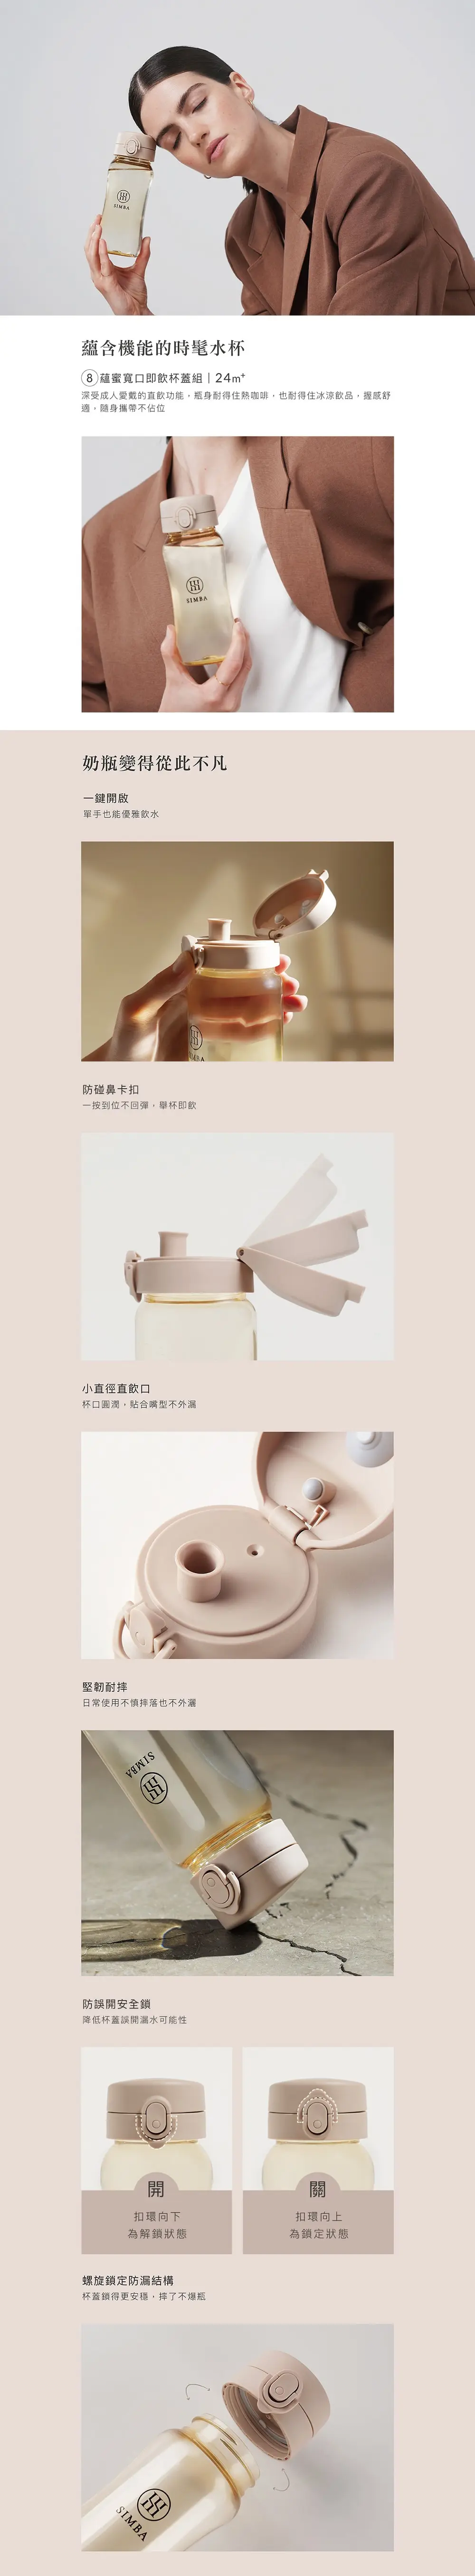 SIMBA
蘊含機能的時髦水杯
8 蘊蜜寬口即飲杯蓋組｜24m+
深受成人愛戴的直飲功能，瓶身耐得住熱咖啡，也耐得住冰涼飲品，握感舒
適，隨身攜帶不佔位
SIMBA
奶瓶變得從此不凡
一鍵開啟
單手也能優雅飲水
防碰鼻卡扣
一按到位不回彈，舉杯即飲
小直徑直飲口
杯口圓潤，貼合嘴型不外漏
堅韌耐摔
日常使用不慎摔落也不外灑
SIMBA
防誤開安全鎖
降低杯蓋誤開漏水可能性
開
扣環向下
為解鎖狀態
關
扣環向上
為鎖定狀態
螺旋鎖定防漏結構
杯蓋鎖得更安穩，摔了不爆瓶
SIMBA